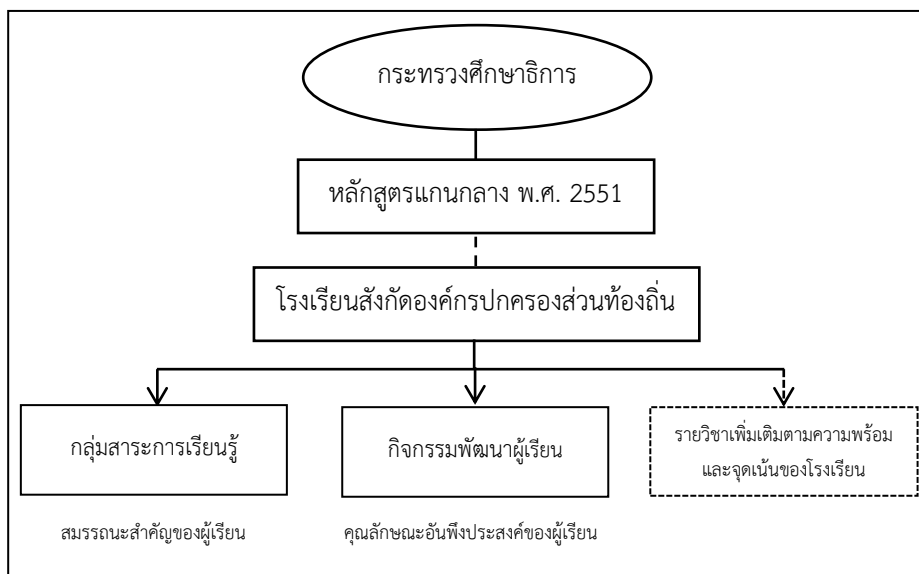 กระทรวงศึกษาธิการ
หลักสูตรแกนกลาง พ.ศ. 2551
โรงเรียนสังกัดองค์กรปกครองส่วนท้องถิ่น
กลุ่มสาระการเรียนรู้
กิจกรรมพัฒนาผู้เรียน
รายวิชาเพิ่มเติมตามความพร้อม
และจุดเน้นของโรงเรียน
สมรรถนะสำคัญของผู้เรียน
คุณลักษณะอันพึงประสงค์ของผู้เรียน